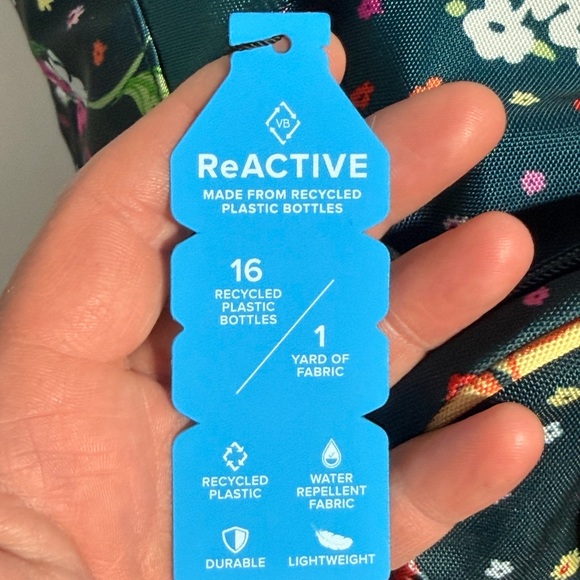 VB
ReACTIVE
MADE FROM RECYCLED
PLASTIC BOTTLES
16
RECYCLED
PLASTIC
BOTTLES
1
YARD OF
FABRIC
RECYCLED
PLASTIC
WATER
REPELLENT
FABRIC
DURABLE
LIGHTWEIGHT